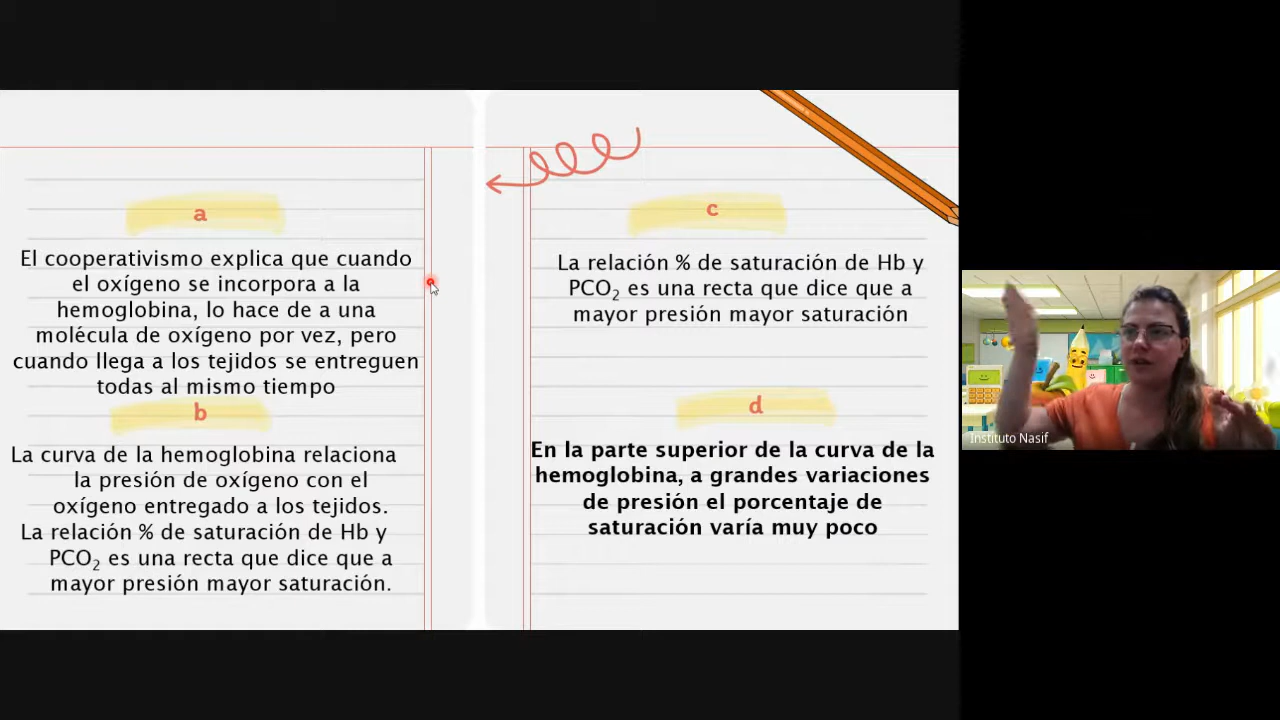 a
El cooperativismo explica que cuando
el oxígeno se incorpora a la
hemoglobina, lo hace de a una
molécula de oxígeno por vez, pero
cuando llega a los tejidos se entreguen
todas al mismo tiempo
b
La curva de la hemoglobina relaciona
la presión de oxígeno con el
oxígeno entregado a los tejidos.
La relación % de saturación de Hb y
PCO₂ es una recta que dice que a
mayor presión mayor saturación.
c
La relación % de saturación de Hb y
PCO₂ es una recta que dice que a
mayor presión mayor saturación
d
En la parte superior de la curva de la
hemoglobina, a grandes variaciones
de presión el porcentaje de
saturación varía muy poco
Instituto Nasif